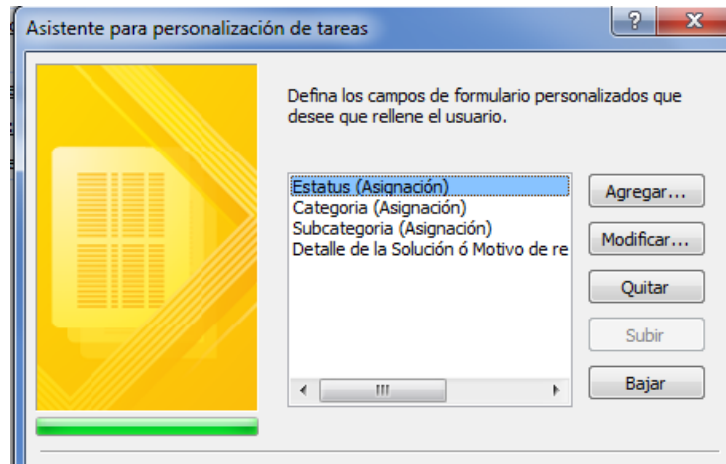 Asistente para personalización de tareas
Defina los campos de formulario personalizados que
desee que rellene el usuario.
Estatus (Asignación)
Categoria (Asignación)
Subcategoria (Asignación)
Detalle de la Solución ó Motivo de re
Agregar...
Modificar...
Quitar
Subir
Bajar